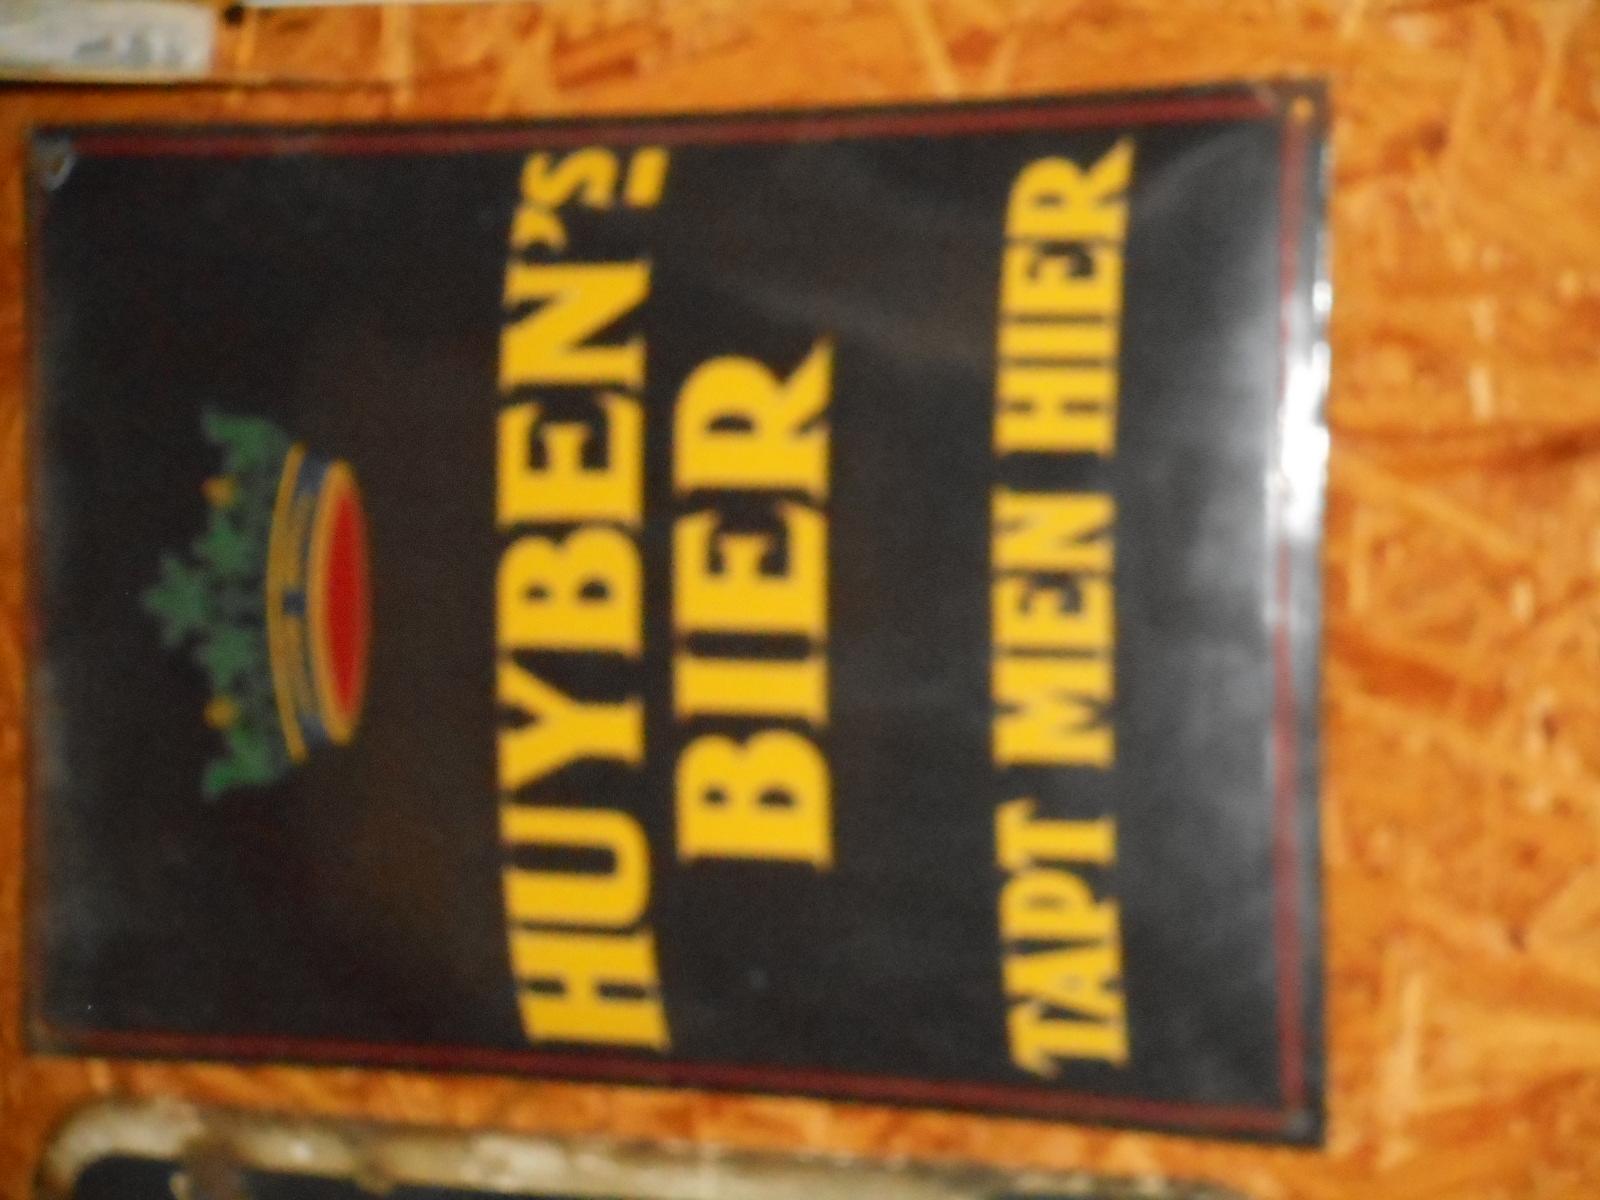 HUYBEN'S
BIER
TAPT MEN HIER